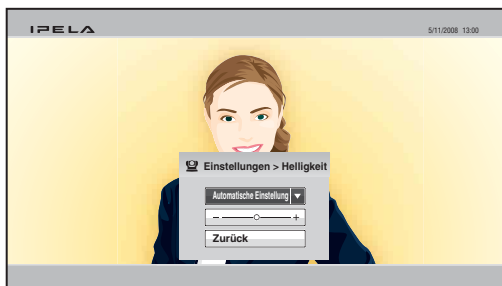 IPELA
5/11/2008 13:00
Einstellungen > Helligkeit
Automatische Einstellung
- +
Zurück